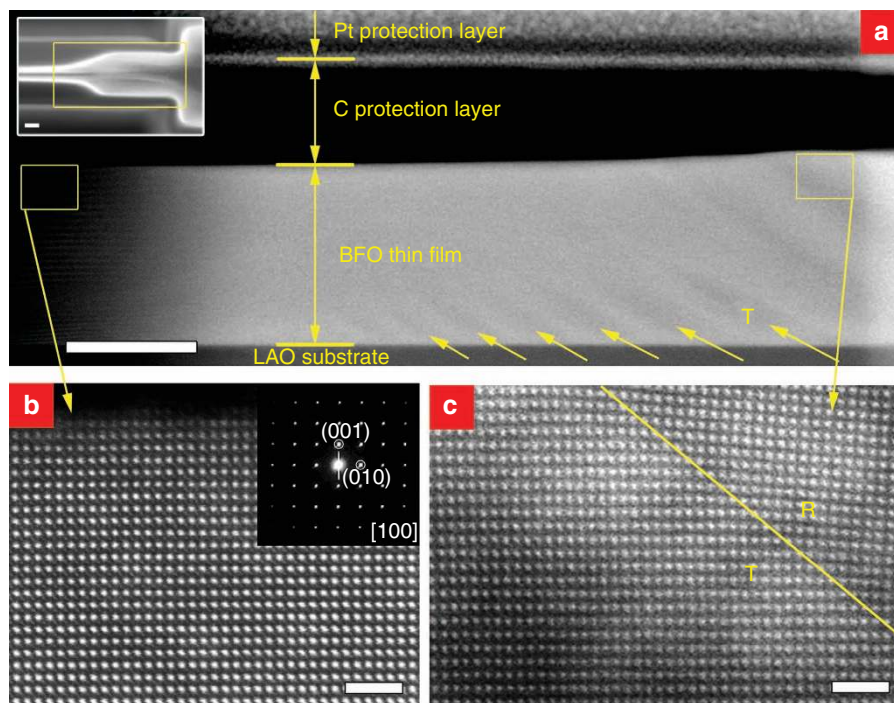 Pt protection layer
a
C protection layer
BFO thin film
T
LAO substrate
b
(001)
(010)
[100]
c
R
T